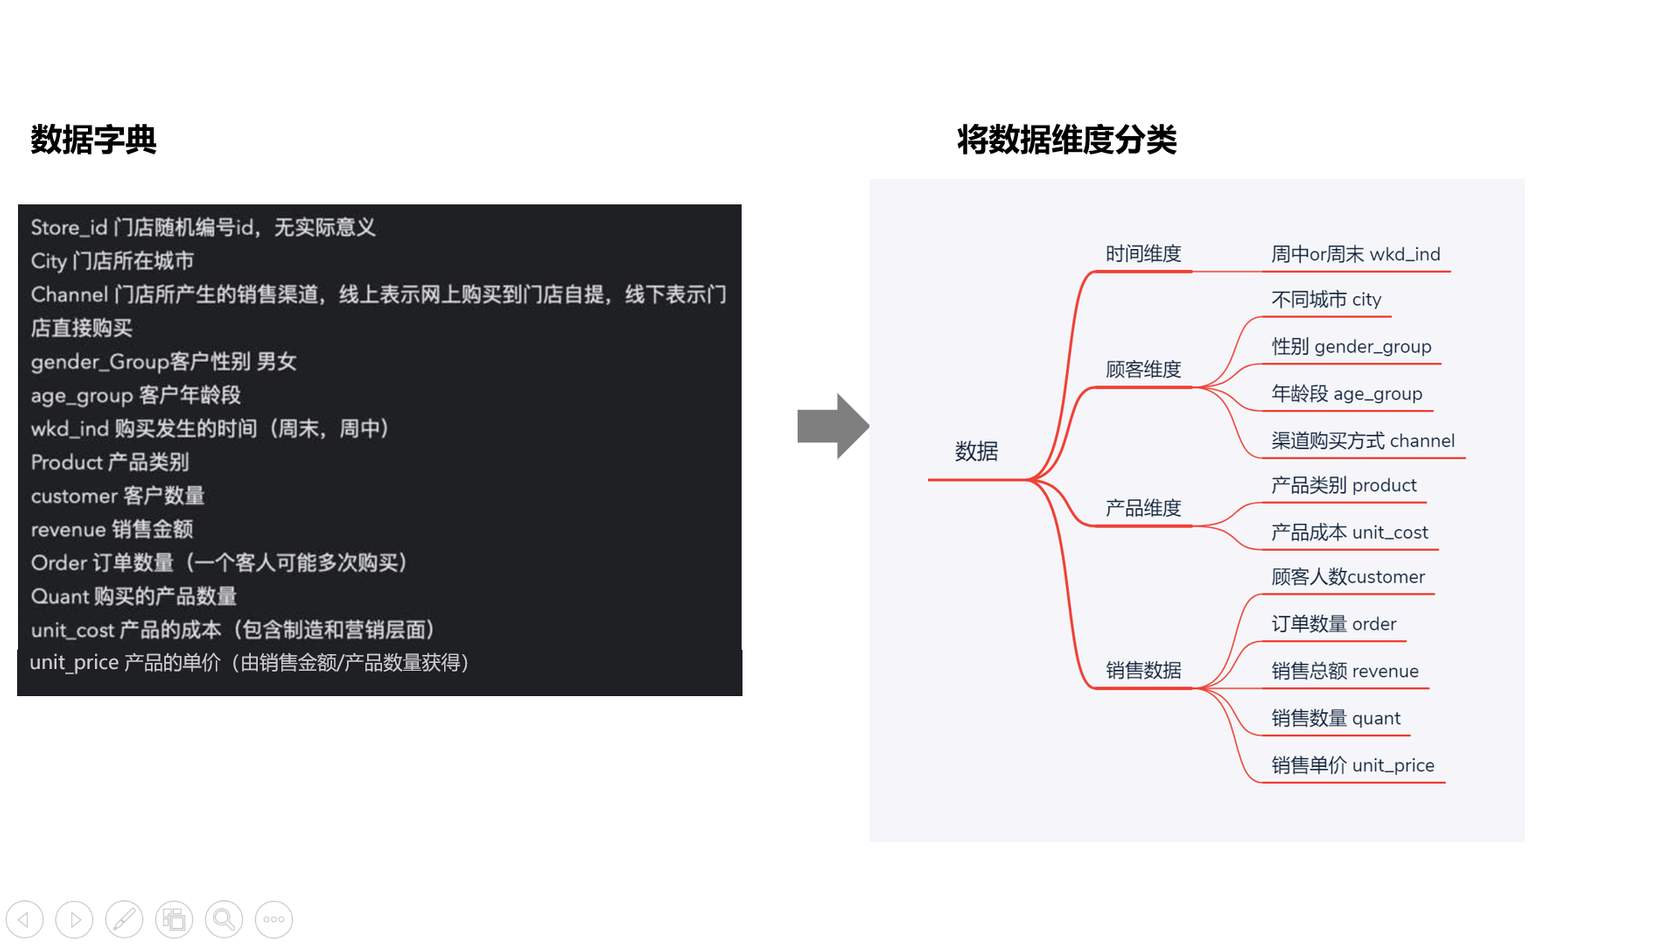 数据字典
Store_id 门店随机编号id，无实际意义
City 门店所在城市
Channel 门店所产生的销售渠道，线上表示网上购买到门店自提，线下表示门
店直接购买
gender_Group客户性别 男女
age_group 客户年龄段
wkd_ind 购买发生的时间（周末，周中）
Product 产品类别
customer 客户数量
revenue 销售金额
Order 订单数量（一个客人可能多次购买）
Quant 购买的产品数量
unit_cost 产品的成本（包含制造和营销层面）
unit_price 产品的单价（由销售金额/产品数量获得）
将数据维度分类
数据
时间维度
周中or周末 wkd_ind
顾客维度
不同城市 city
性别 gender_group
年龄段 age_group
渠道购买方式 channel
产品维度
产品类别 product
产品成本 unit_cost
销售数据
顾客人数customer
订单数量 order
销售总额 revenue
销售数量 quant
销售单价 unit_price